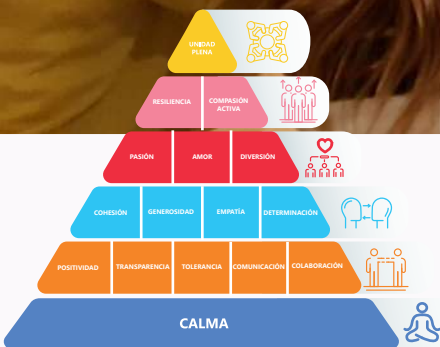 UNIDAD
PLENA
RESILIENCIA
COMPASIÓN
ACTIVA
PASIÓN
AMOR
DIVERSIÓN
COHESIÓN
GENEROSIDAD
EMPATÍA
DETERMINACIÓN
POSITIVIDAD
TRANSPARENCIA
TOLERANCIA
COMUNICACIÓN
COLABORACIÓN
CALMA